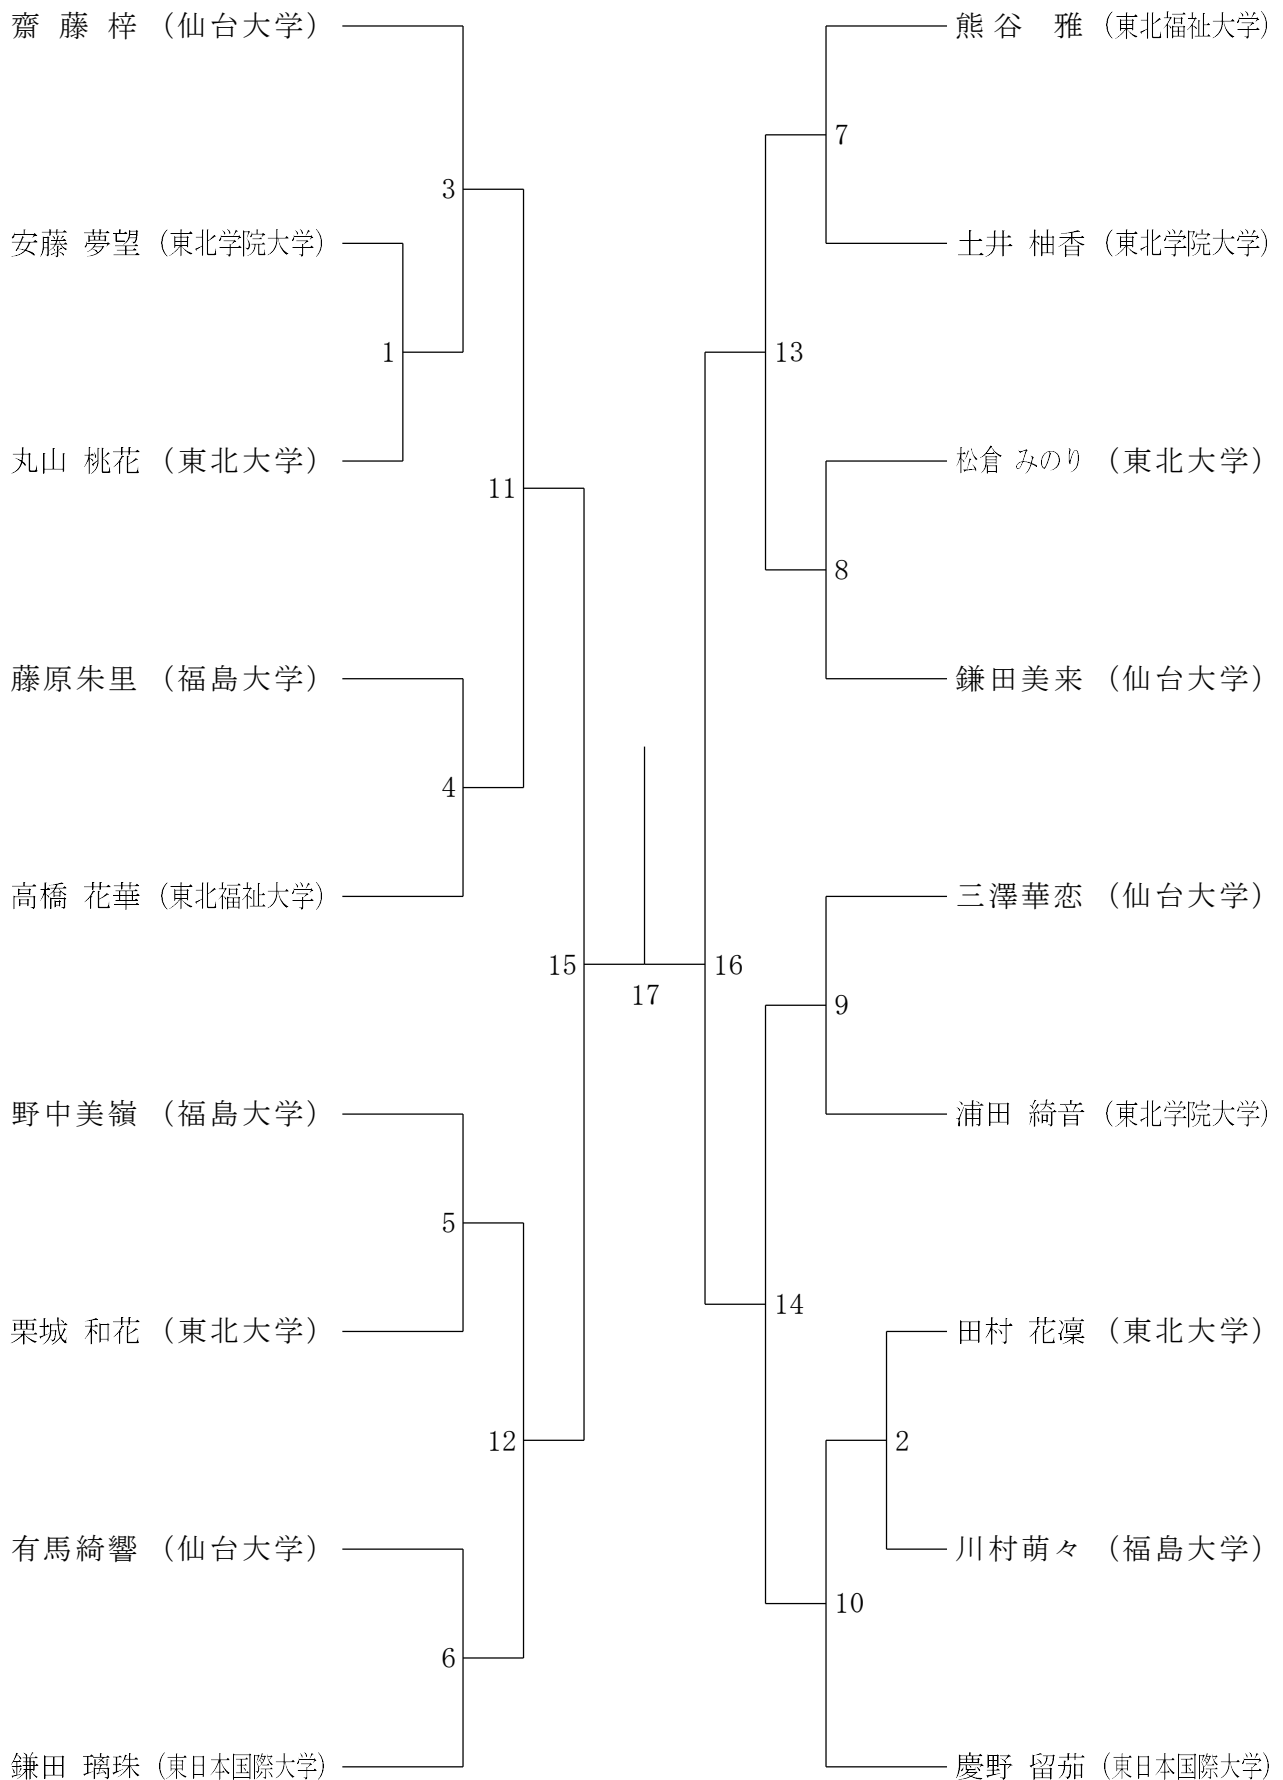 齋藤梓（仙台大学）
3
安藤 夢望（東北学院大学）
1
丸山 桃花（東北大学）
11
藤原朱里（福島大学）
4
高橋 花華（東北福祉大学）
15
17
野中美嶺（福島大学）
5
栗城 和花（東北大学）
12
有馬綺響（仙台大学）
6
鎌田 璃珠（東日本国際大学）
熊谷　雅（東北福祉大学）
7
土井 柚香（東北学院大学）
13
松倉 みのり（東北大学）
8
鎌田美来（仙台大学）
三澤華恋（仙台大学）
16
9
浦田 綺音（東北学院大学）
14
田村 花凜（東北大学）
2
川村萌々（福島大学）
10
慶野 留茄（東日本国際大学）